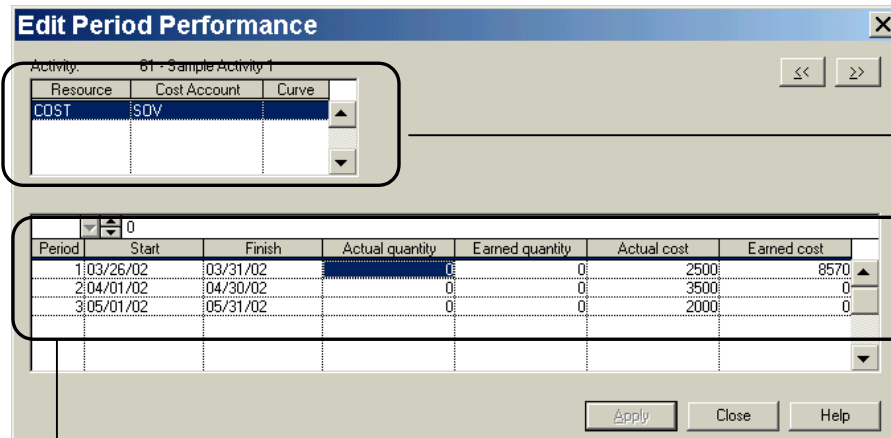 Edit Period Performance
Activity: 61 - Sample Activity 1
<< >>
Resource Cost Account Curve
COST SOV
0
Period Start Finish Actual quantity Earned quantity Actual cost Earned cost
1 03/26/02 03/31/02 0 0 2500 8570
2 04/01/02 04/30/02 0 0 3500 0
3 05/01/02 05/31/02 0 0 2000 0
Apply Close Help